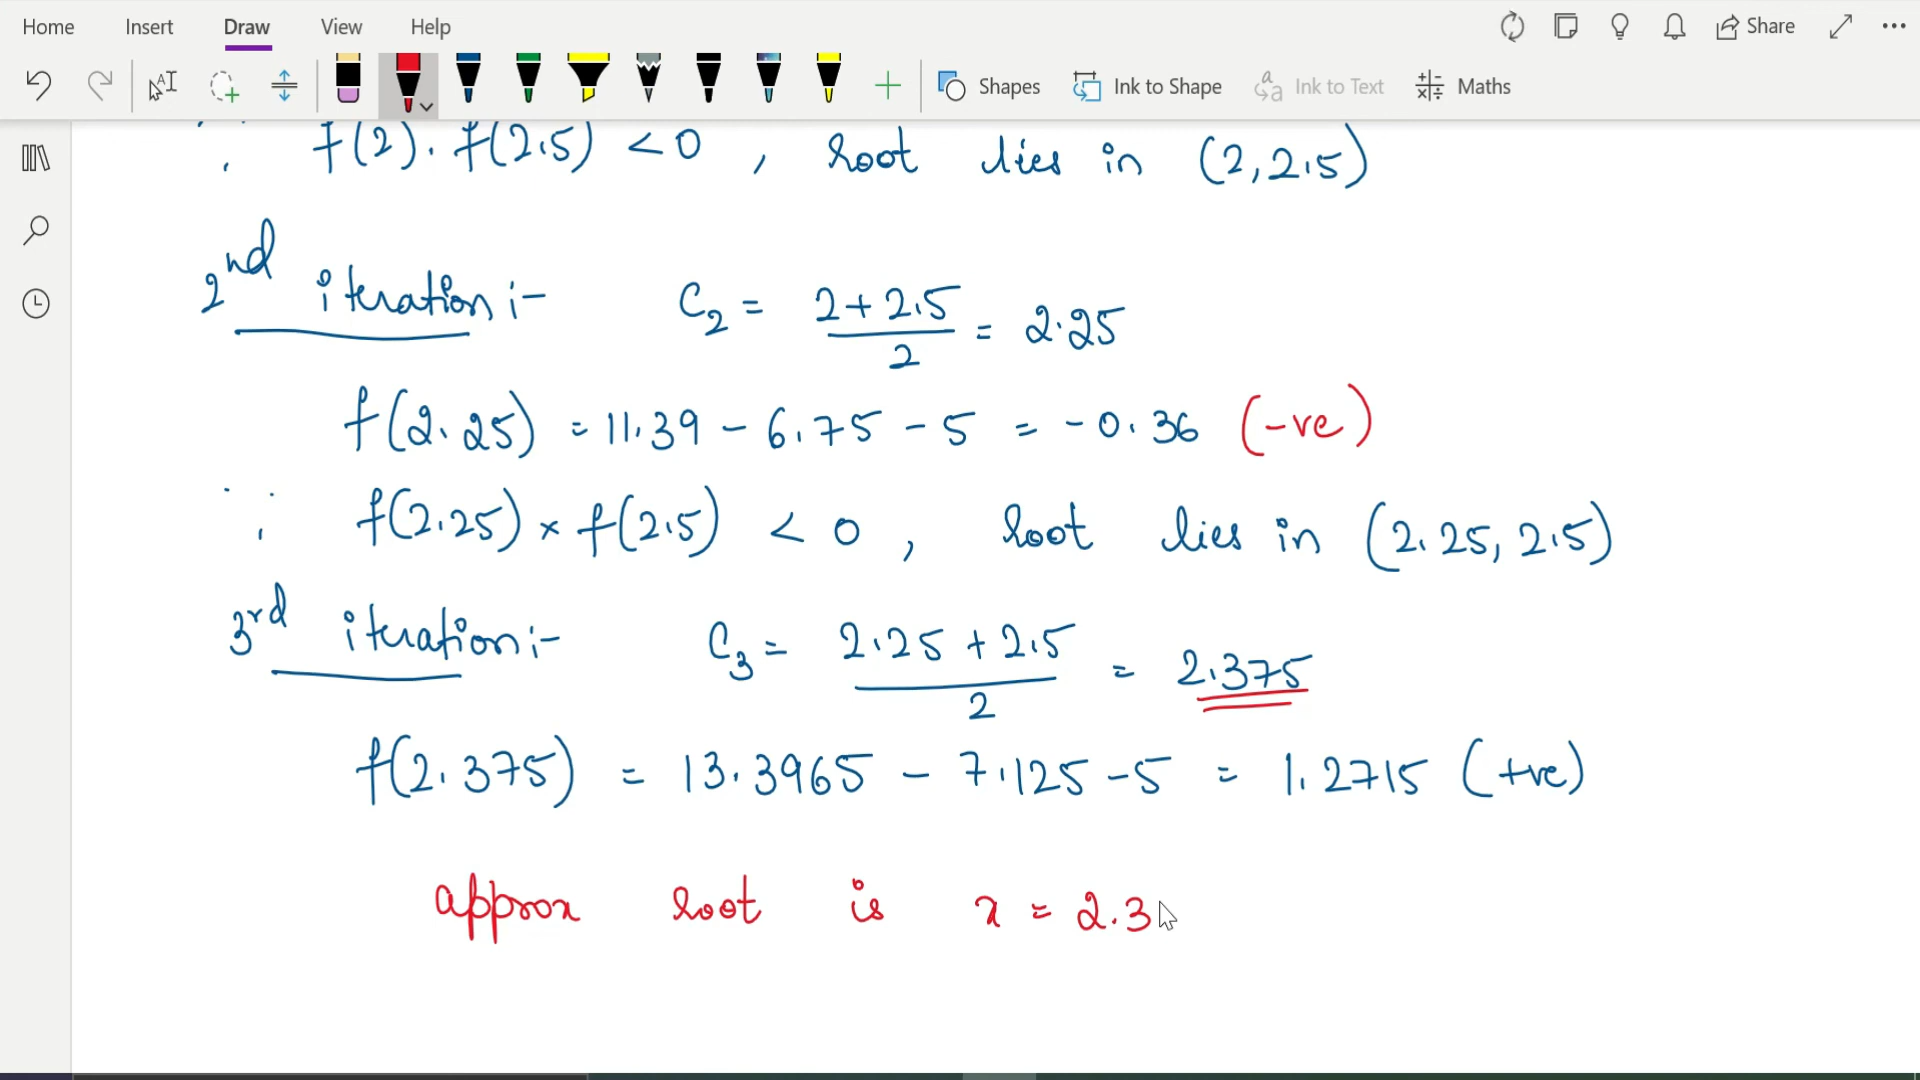 Home Insert Draw View Help Share
Shapes Ink to Shape Ink to Text Maths
∵ f(2). f(2.5) < 0 , root lies in (2, 2.5)
2nd iteration :- C2 = 2 + 2.5 / 2 = 2.25
f(2.25) = 11.39 - 6.75 - 5 = - 0.36 (-ve)
∵ f(2.25) × f(2.5) < 0 , root lies in (2.25, 2.5)
3rd iteration :- C3 = 2.25 + 2.5 / 2 = 2.375
f(2.375) = 13.3965 - 7.125 - 5 = 1.2715 (+ve)
approx root is x = 2.3